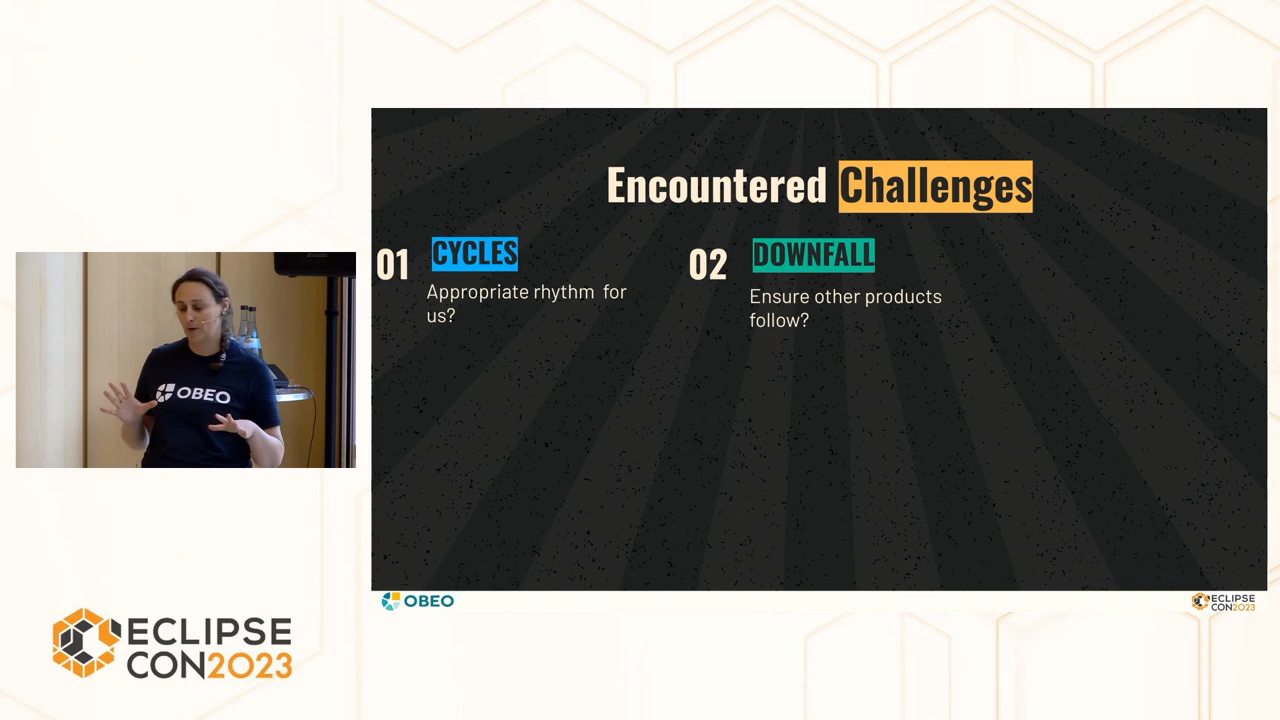 Encountered Challenges
01
CYCLES
Appropriate rhythm for
us?
02
DOWNFALL
Ensure other products
follow?
OBEO
OBEO
ECLIPSE
CON2023
ECLIPSE
CON2023